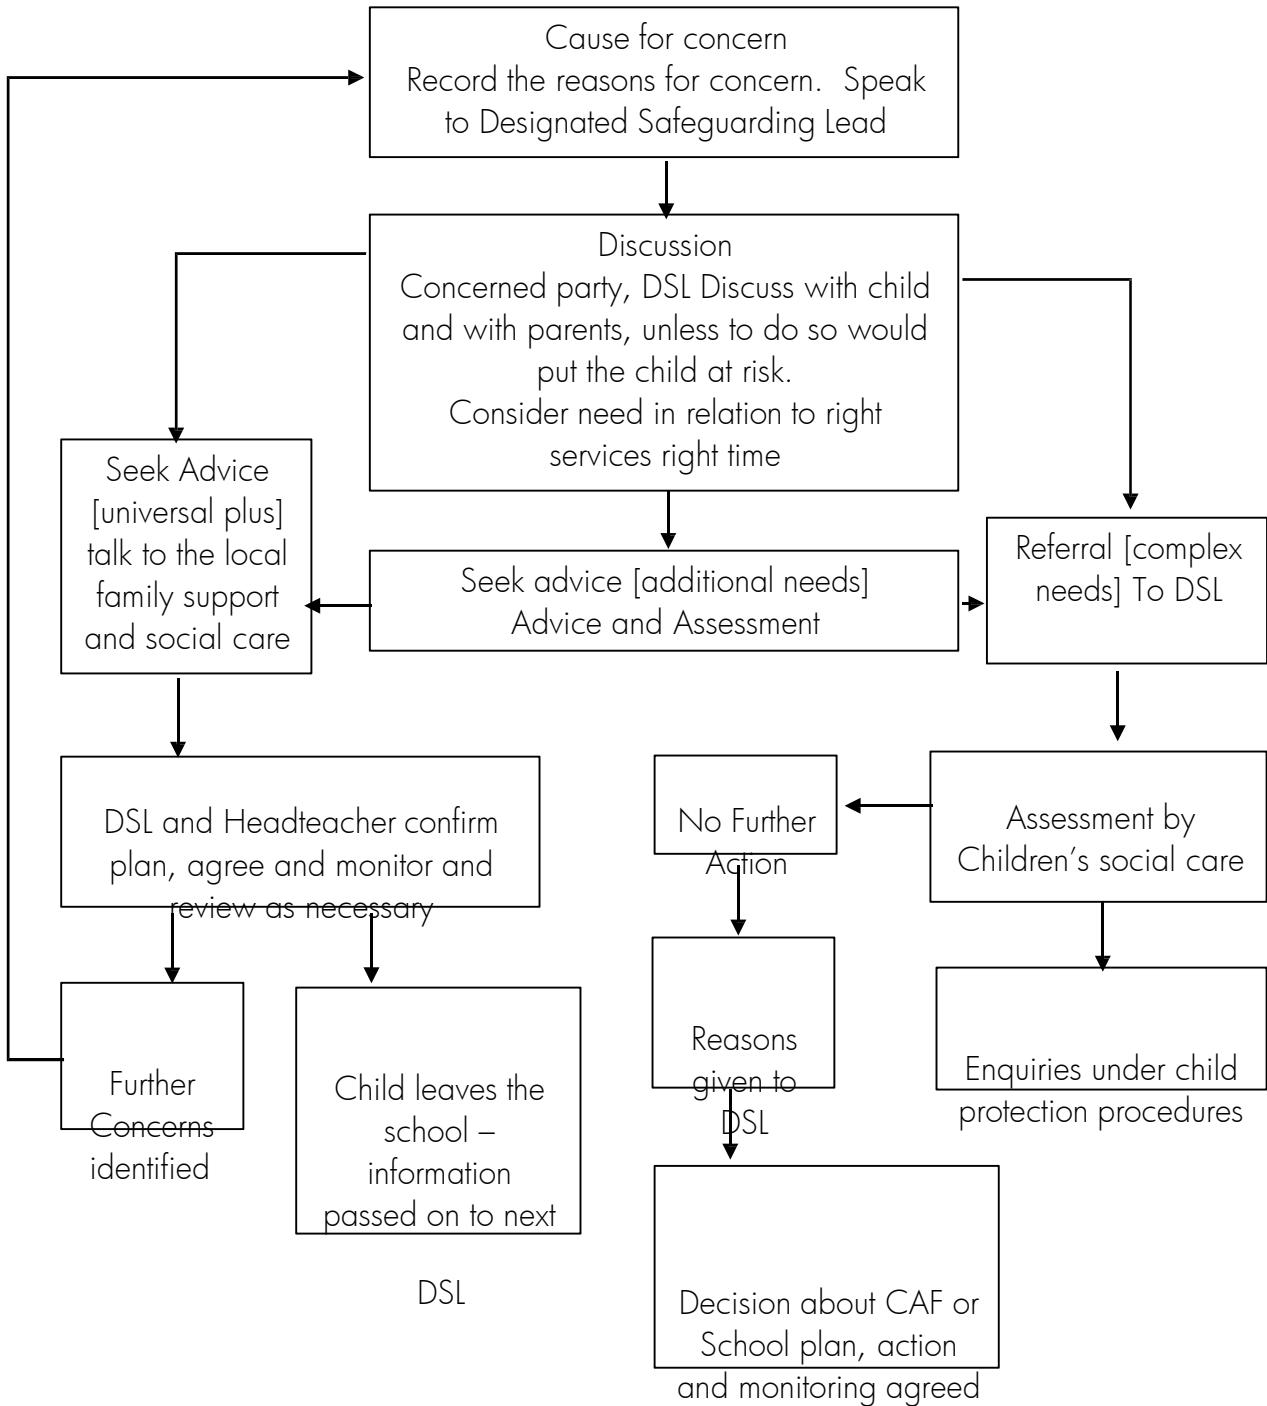 Cause for concern
Record the reasons for concern.  Speak
to Designated Safeguarding Lead
Discussion
Concerned party, DSL Discuss with child
and with parents, unless to do so would
put the child at risk.
Consider need in relation to right
services right time
Seek Advice
[universal plus]
talk to the local
family support
and social care
Seek advice [additional needs]
Advice and Assessment
Referral [complex
needs] To DSL
DSL and Headteacher confirm
plan, agree and monitor and
review as necessary
No Further
Action
Assessment by
Children’s social care
Further
Concerns
identified
Child leaves the
school –
information
passed on to next
DSL
Reasons
given to
DSL
Enquiries under child
protection procedures
Decision about CAF or
School plan, action
and monitoring agreed